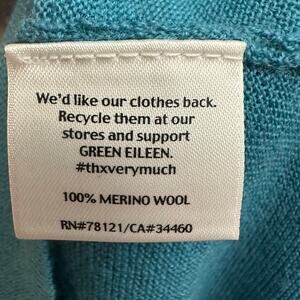 We'd like our clothes back.
Recycle them at our
stores and support
GREEN EILEEN.
#thxverymuch
100% MERINO WOOL
RN#78121/CA#34460